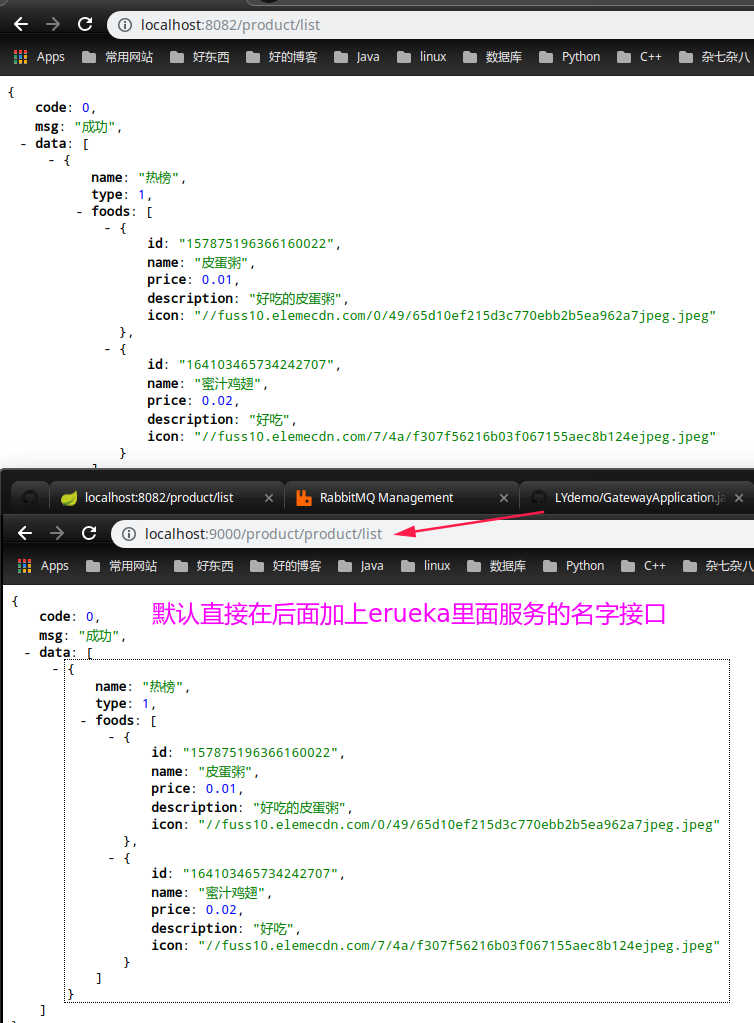 localhost:8082/product/list
Apps 常用网站 好东西 好的博客 Java linux 数据库 Python C++ 杂七杂八
{
code: 0,
msg: "成功",
- data: [
- {
name: "热榜",
type: 1,
- foods: [
- {
id: "157875196366160022",
name: "皮蛋粥",
price: 0.01,
description: "好吃的皮蛋粥",
icon: "//fuss10.elemecdn.com/0/49/65d10ef215d3c770ebb2b5ea962a7jpeg.jpeg"
},
- {
id: "164103465734242707",
name: "蜜汁鸡翅",
price: 0.02,
description: "好吃",
icon: "//fuss10.elemecdn.com/7/4a/f307f56216b03f067155aec8b124ejpeg.jpeg"
}
localhost:8082/product/list RabbitMQ Management LYdemo/GatewayApplication.ja
localhost:9000/product/product/list
Apps 常用网站 好东西 好的博客 Java linux 数据库 Python C++ 杂七杂八
{
code: 0,
默认直接在后面加上erueka里面服务的名字接口
msg: "成功",
- data: [
- {
name: "热榜",
type: 1,
- foods: [
- {
id: "157875196366160022",
name: "皮蛋粥",
price: 0.01,
description: "好吃的皮蛋粥",
icon: "//fuss10.elemecdn.com/0/49/65d10ef215d3c770ebb2b5ea962a7jpeg.jpeg"
},
- {
id: "164103465734242707",
name: "蜜汁鸡翅",
price: 0.02,
description: "好吃",
icon: "//fuss10.elemecdn.com/7/4a/f307f56216b03f067155aec8b124ejpeg.jpeg"
}
]
}
]